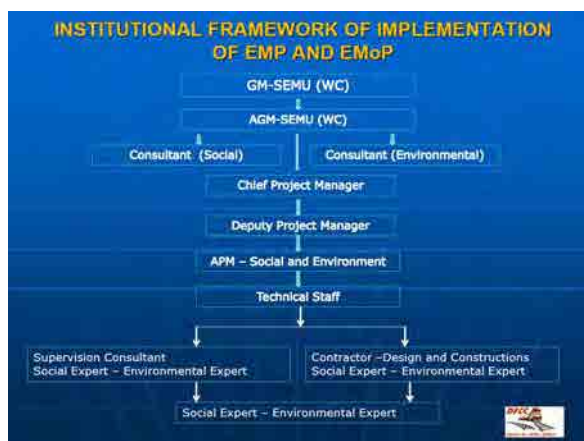 INSTITUTIONAL FRAMEWORK OF IMPLEMENTATION
OF EMP AND EMoP
GM-SEMU (WC)
AGM-SEMU (WC)
Consultant (Social)
Consultant (Environmental)
Chief Project Manager
Deputy Project Manager
APM – Social and Environment
Technical Staff
Supervision Consultant
Social Expert – Environmental Expert
Contractor –Design and Constructions
Social Expert – Environmental Expert
Social Expert – Environmental Expert
DFCC